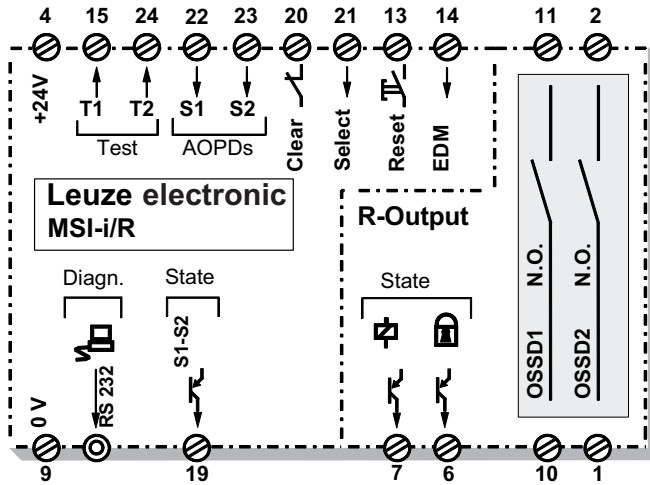 4 15 24 22 23 20 21 13 14 11 2
+24V
T1 T2 S1 S2
Test AOPDs
Clear
Select
Reset
EDM
Leuze electronic
MSI-i/R
R-Output
N.O. N.O.
OSSD1 OSSD2
Diagn. State State
S1-S2
RS 232
0 V
9 19 7 6 10 1